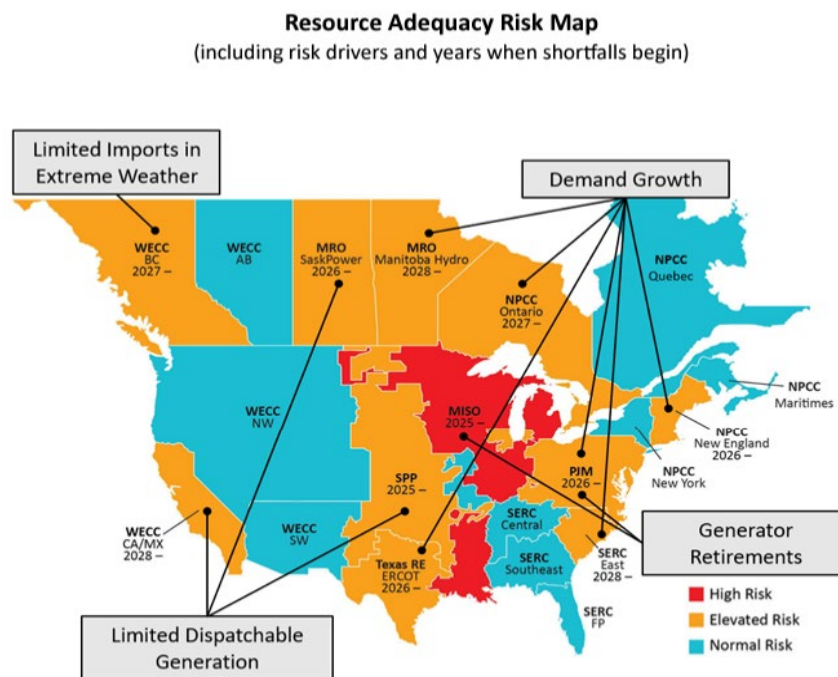 Resource Adequacy Risk Map
(including risk drivers and years when shortfalls begin)
Limited Imports in
Extreme Weather
Demand Growth
WECC
BC
2027 –
WECC
AB
MRO
SaskPower
2026 –
MRO
Manitoba Hydro
2028 –
NPCC
Ontario
2027 –
NPCC
Quebec
NPCC
Maritimes
WECC
NW
MISO
2025 –
NPCC
New England
2026 –
SPP
2025 –
PJM
2026 –
NPCC
New York
WECC
CA/MX
2028 –
WECC
SW
SERC
Central
Texas RE
ERCOT
2026 –
SERC
Southeast
SERC
East
2028 –
SERC
FP
Generator
Retirements
High Risk
Elevated Risk
Normal Risk
Limited Dispatchable
Generation